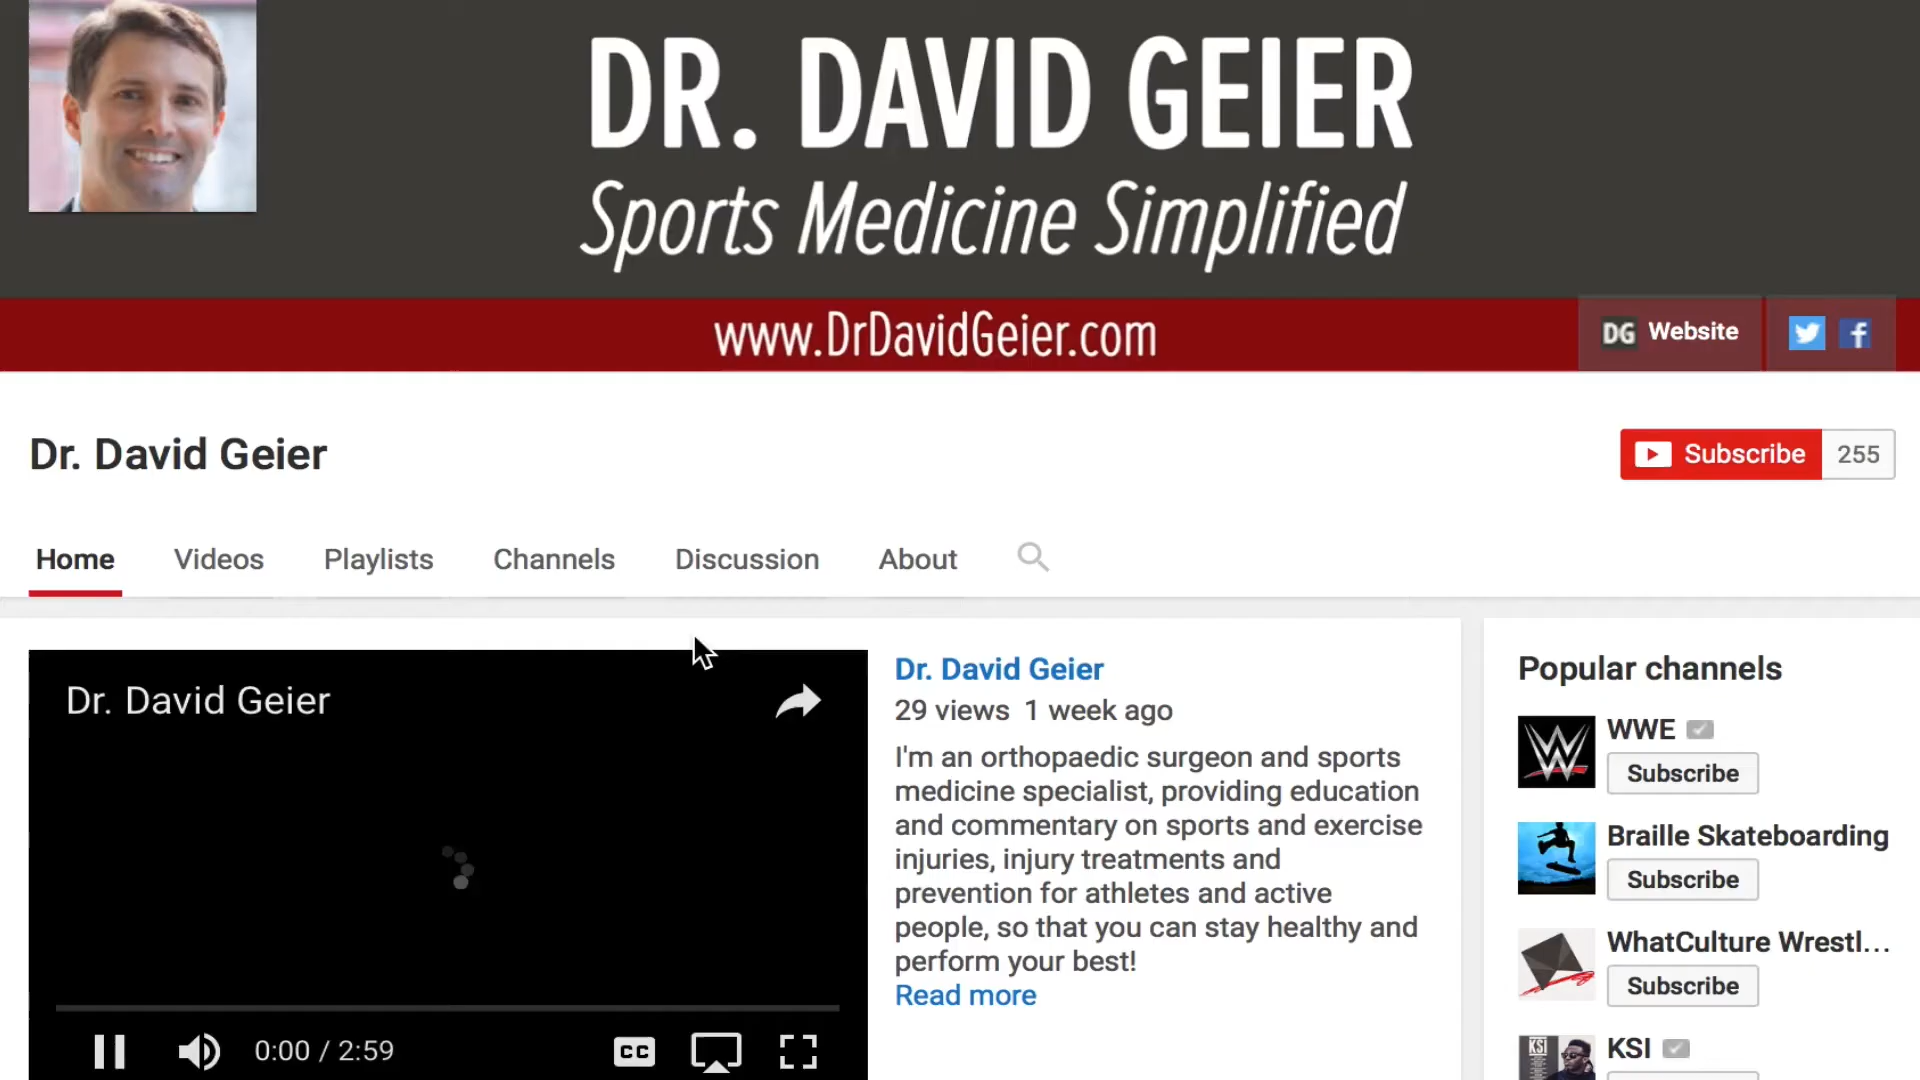 DR. DAVID GEIER
Sports Medicine Simplified
www.DrDavidGeier.com
DG Website
Dr. David Geier
Subscribe 255
Home Videos Playlists Channels Discussion About
Dr. David Geier
0:00 / 2:59
CC
Dr. David Geier
29 views 1 week ago
I'm an orthopaedic surgeon and sports
medicine specialist, providing education
and commentary on sports and exercise
injuries, injury treatments and
prevention for athletes and active
people, so that you can stay healthy and
perform your best!
Read more
Popular channels
WWE
Subscribe
Braille Skateboarding
Subscribe
WhatCulture Wrestl...
Subscribe
KSI
KSI